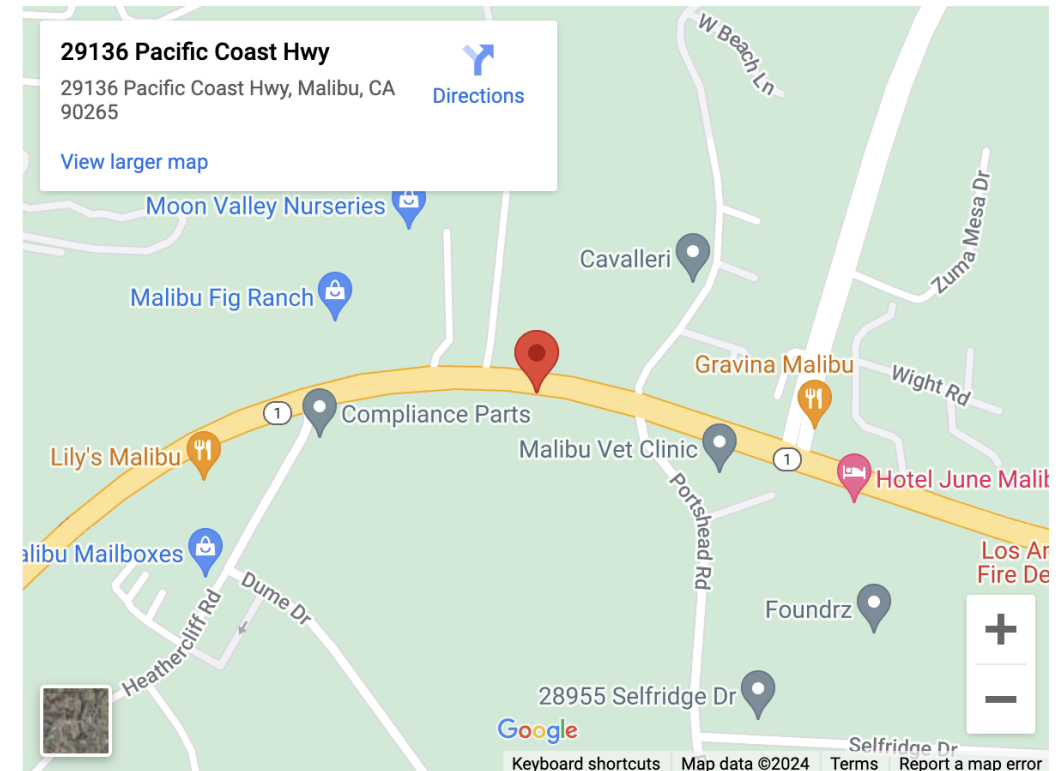 29136 Pacific Coast Hwy
29136 Pacific Coast Hwy, Malibu, CA
90265
Directions
View larger map
W Beach Ln
Moon Valley Nurseries
Zuma Mesa Dr
Cavalleri
Malibu Fig Ranch
Gravina Malibu
Wight Rd
1
Compliance Parts
Lily's Malibu
Malibu Vet Clinic
1
Hotel June Malib
Portshead Rd
alibu Mailboxes
Los Ar
Fire De
Dume Dr
Foundrz
Heathercliff Rd
28955 Selfridge Dr
Google
Selfridge Dr
Keyboard shortcuts
Map data ©2024
Terms
Report a map error